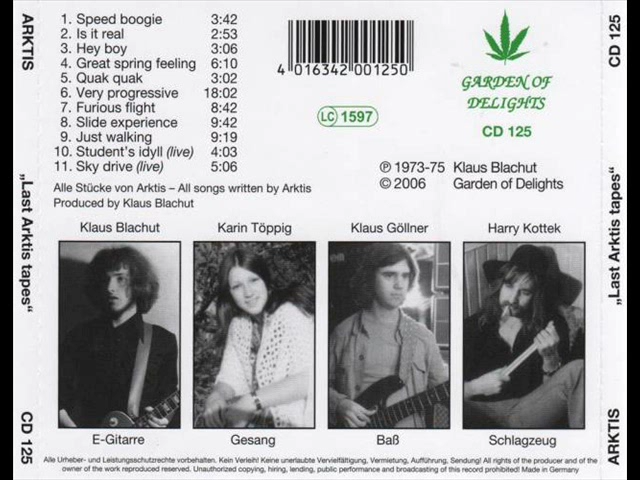 ARKTIS
„Last Arktis tapes“
CD 125
1. Speed boogie 3:42
2. Is it real 2:53
3. Hey boy 3:06
4. Great spring feeling 6:10
5. Quak quak 3:02
6. Very progressive 18:02
7. Furious flight 8:42
8. Slide experience 9:42
9. Just walking 9:19
10. Student's idyll (live) 4:03
11. Sky drive (live) 5:06
Alle Stücke von Arktis – All songs written by Arktis
Produced by Klaus Blachut
4 016342 001250
LC 1597
GARDEN OF
DELIGHTS
CD 125
℗ 1973-75 Klaus Blachut
© 2006 Garden of Delights
Klaus Blachut
Karin Töppig
Klaus Göllner
Harry Kottek
E-Gitarre
Gesang
Baß
Schlagzeug
Alle Urheber- und Leistungsschutzrechte vorbehalten. Kein Verleih! Keine unerlaubte Vervielfältigung, Vermietung, Aufführung, Sendung! All rights of the producer and of the
owner of the work reproduced reserved. Unauthorized copying, hiring, lending, public performance and broadcasting of this record prohibited! Made in Germany
CD 125
„Last Arktis tapes“
ARKTIS